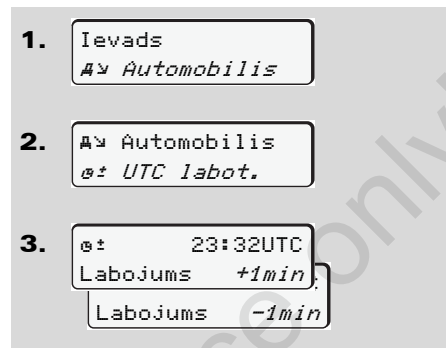 1.
Ievads
Automobilis
2.
Automobilis
UTC labot.
3.
23:32UTC
Labojums +1min
Labojums -1min